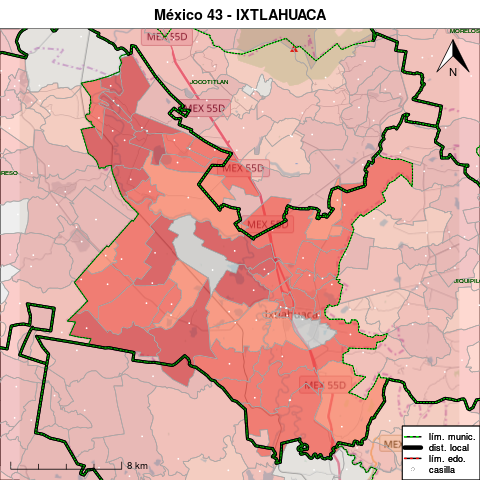 México 43 - IXTLAHUACA
MORELOS
MEX 55D
N
JOCOTITLAN
MEX 55D
MEX 55D
RESO
MEX 55D
JIQUIPIL
Ixtlahuaca
MEX 55D
MEX
lím. munic.
dist. local
lím. edo.
casilla
8 km